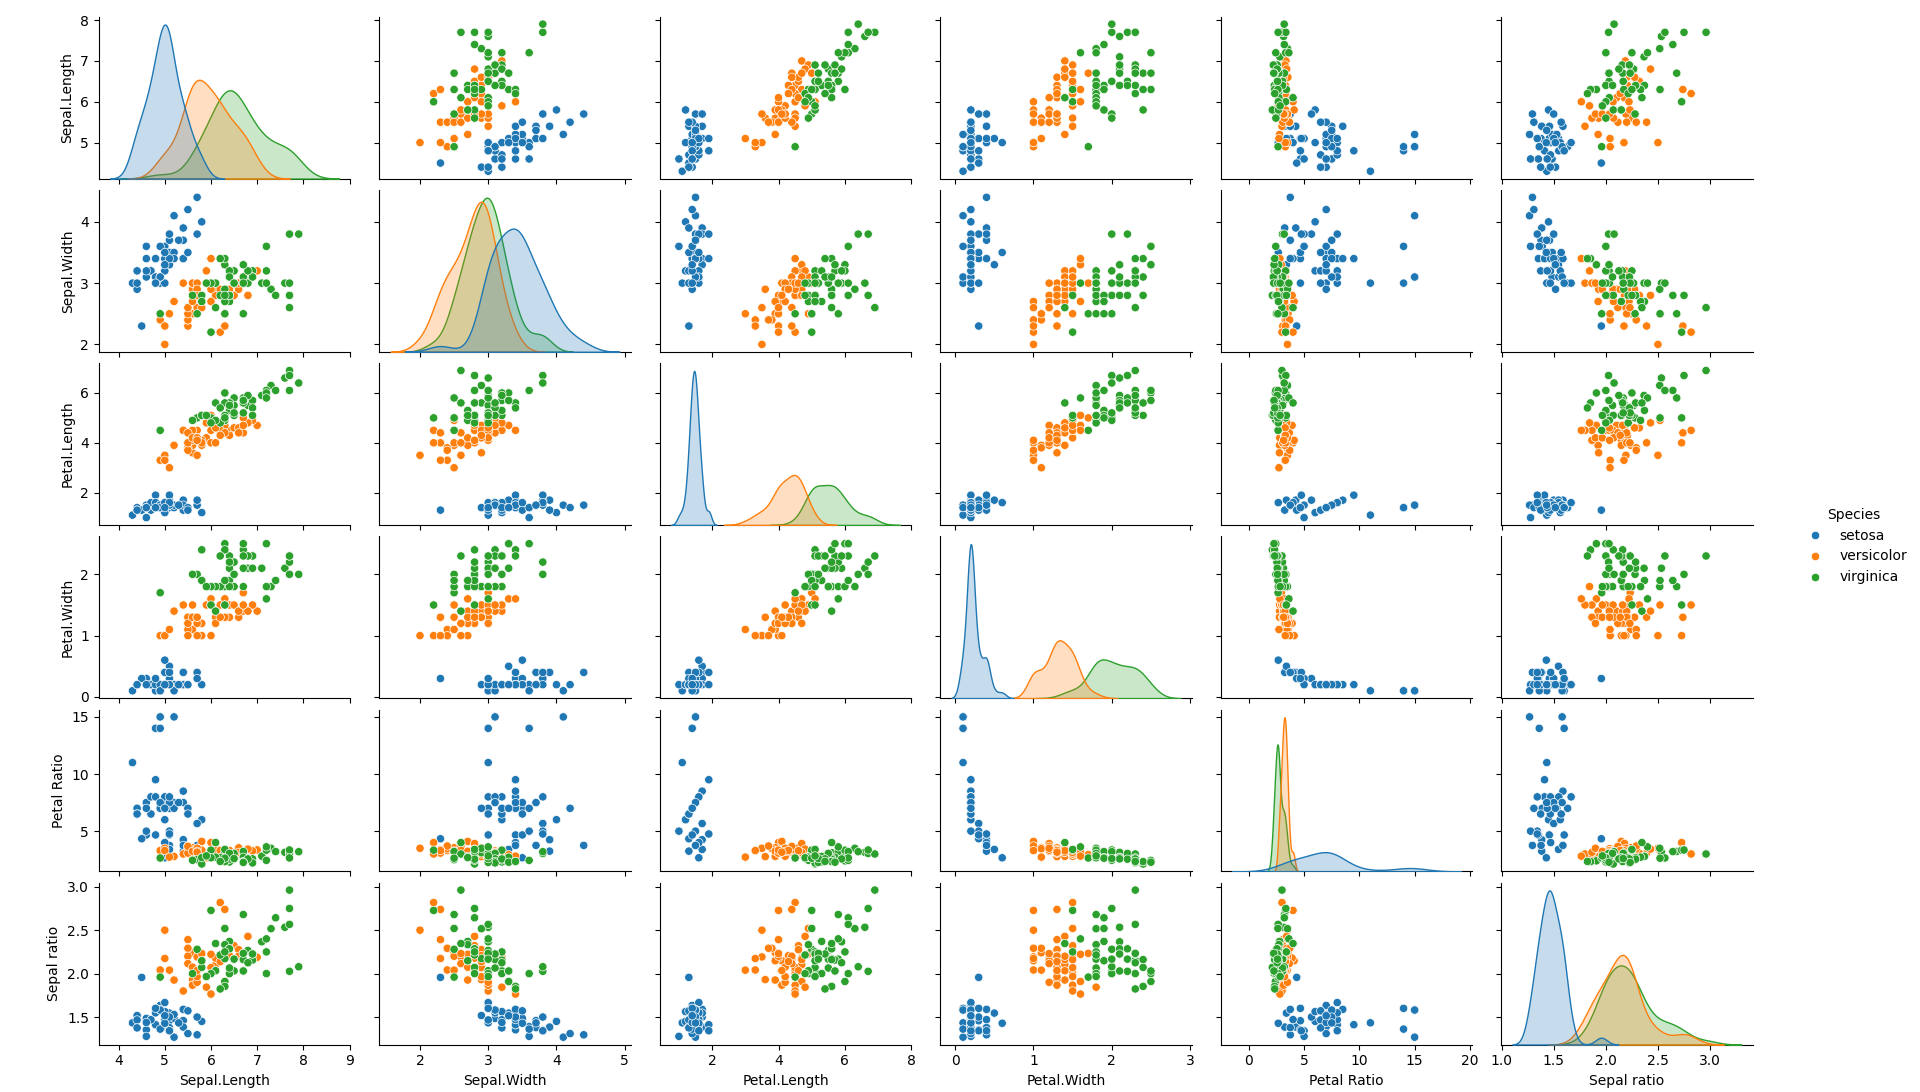 8
7
6
5
Sepal.Length
4
3
2
Sepal.Width
6
4
2
Petal.Length
2
1
0
Petal.Width
15
10
5
Petal Ratio
3.0
2.5
2.0
1.5
Sepal ratio
4 5 6 7 8 9
Sepal.Length
2 3 4 5
Sepal.Width
2 4 6 8
Petal.Length
0 1 2 3
Petal.Width
0 5 10 15 20
Petal Ratio
1.0 1.5 2.0 2.5 3.0
Sepal ratio
Species
setosa
versicolor
virginica